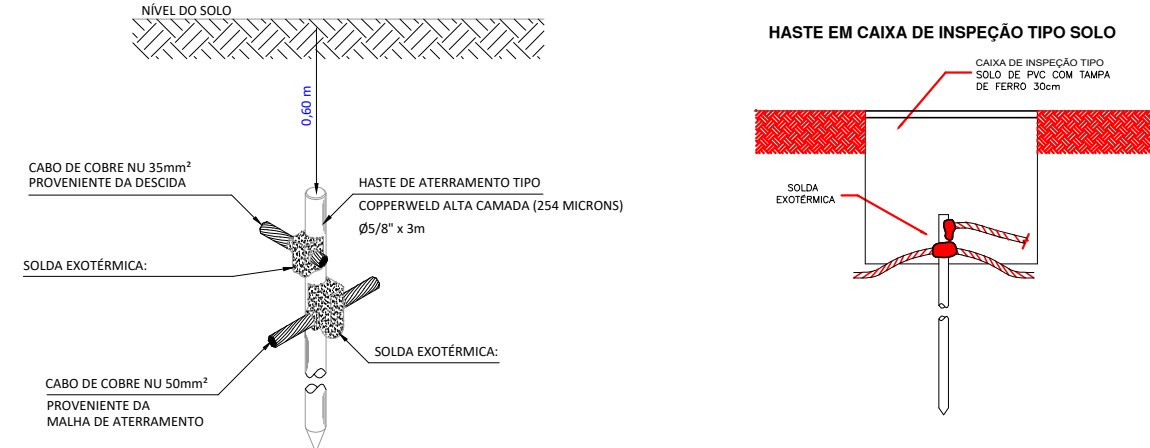 NÍVEL DO SOLO
0,60 m
CABO DE COBRE NU 35mm²
PROVENIENTE DA DESCIDA
HASTE DE ATERRAMENTO TIPO
COPPERWELD ALTA CAMADA (254 MICRONS)
Ø5/8" x 3m
SOLDA EXOTÉRMICA:
SOLDA EXOTÉRMICA:
CABO DE COBRE NU 50mm²
PROVENIENTE DA
MALHA DE ATERRAMENTO
HASTE EM CAIXA DE INSPEÇÃO TIPO SOLO
CAIXA DE INSPEÇÃO TIPO
SOLO DE PVC COM TAMPA
DE FERRO 30cm
SOLDA
EXOTÉRMICA